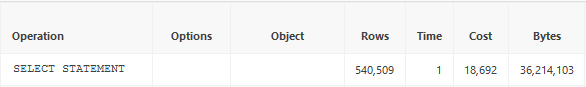 Operation Options Object Rows Time Cost Bytes
SELECT STATEMENT 540,509 1 18,692 36,214,103